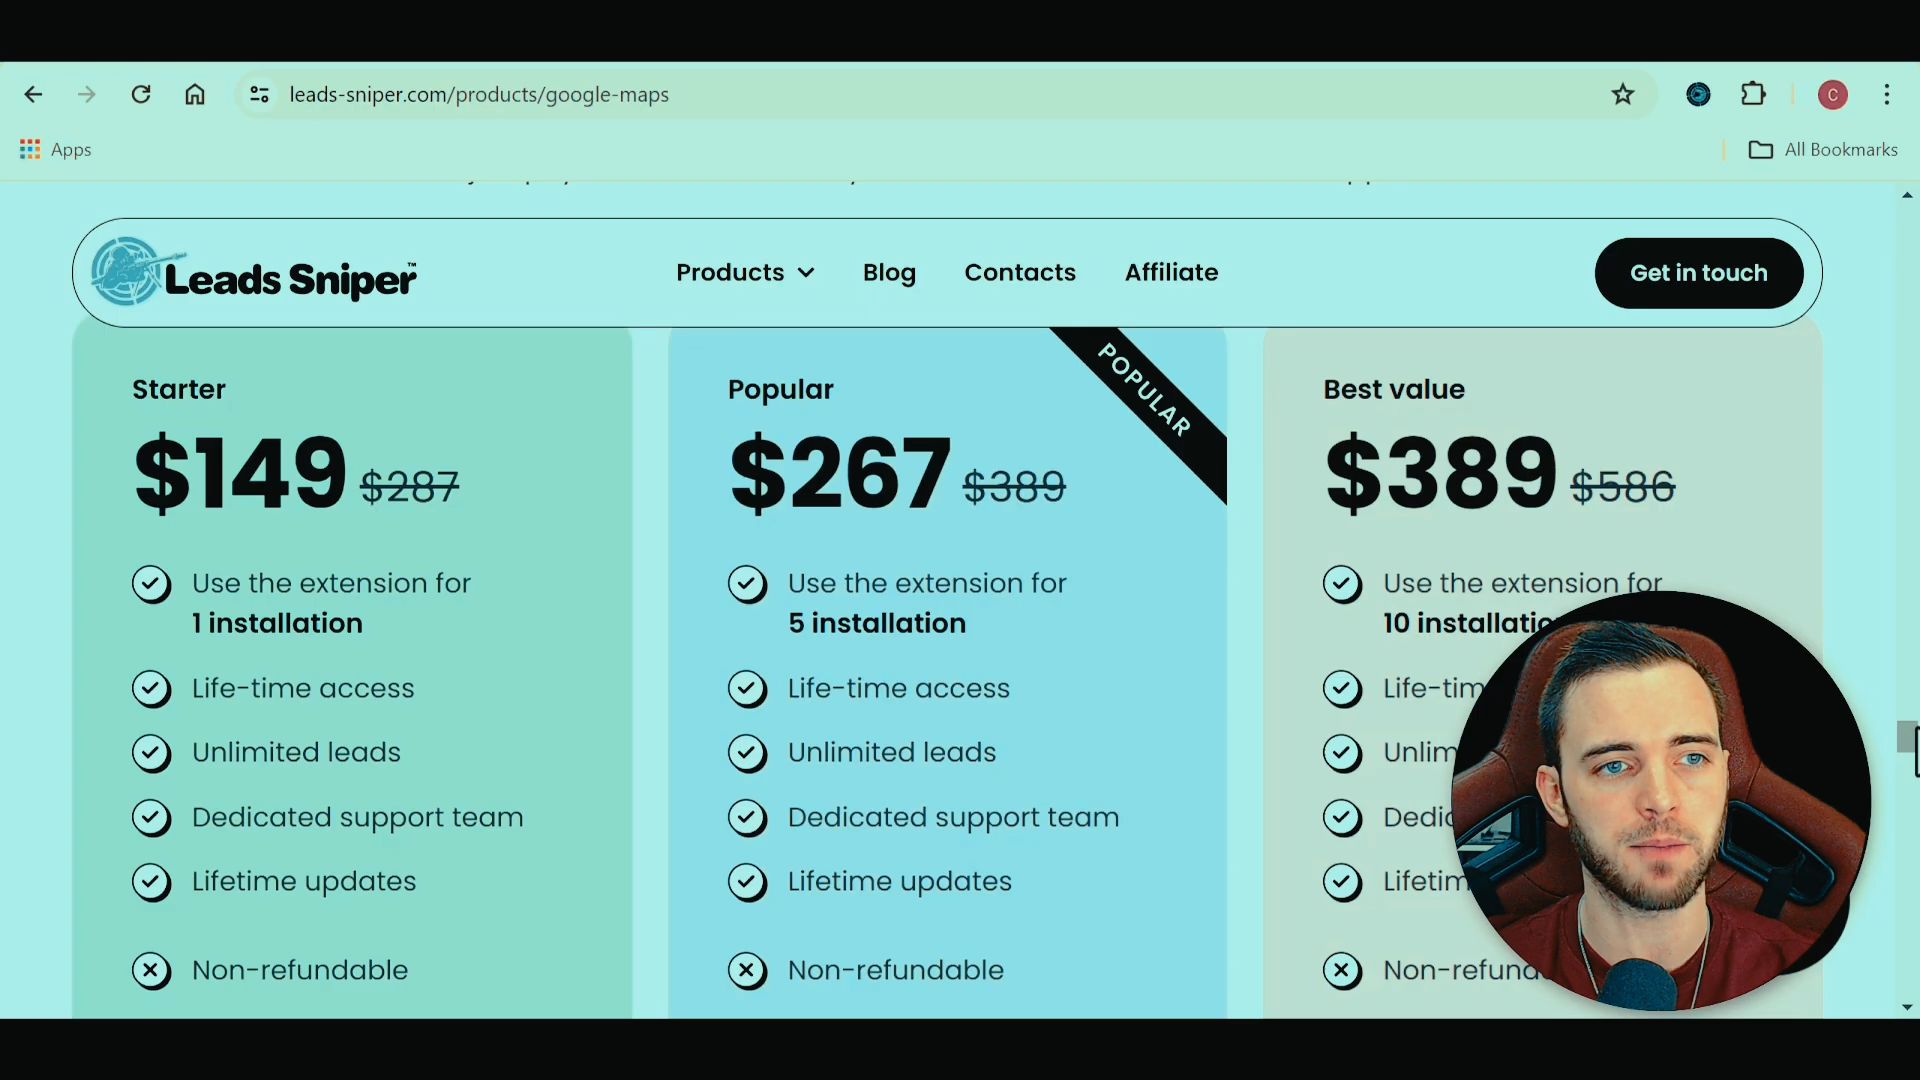 leads-sniper.com/products/google-maps
C
Apps
All Bookmarks
Leads Sniper™
Products
Blog
Contacts
Affiliate
Get in touch
Starter
$149 $287
Use the extension for
1 installation
Life-time access
Unlimited leads
Dedicated support team
Lifetime updates
Non-refundable
POPULAR
Popular
$267 $389
Use the extension for
5 installation
Life-time access
Unlimited leads
Dedicated support team
Lifetime updates
Non-refundable
Best value
$389 $586
Use the extension for
10